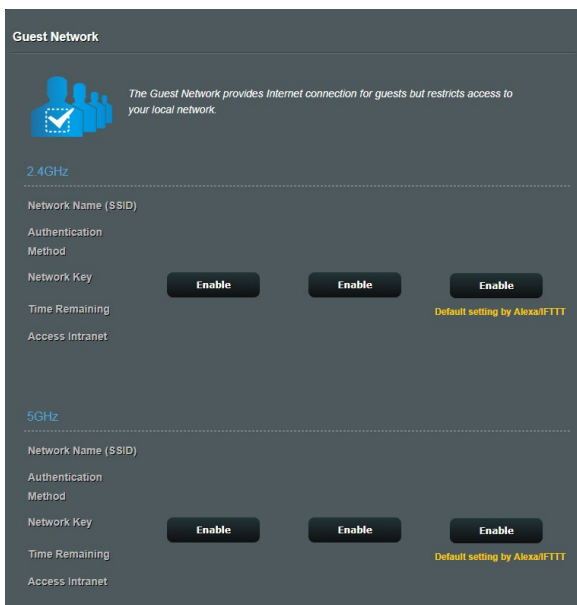 Guest Network
The Guest Network provides Internet connection for guests but restricts access to
your local network.
2.4GHz
Network Name (SSID)
Authentication
Method
Network Key
Enable Enable Enable
Time Remaining
Default setting by Alexa/IFTTT
Access Intranet
5GHz
Network Name (SSID)
Authentication
Method
Network Key
Enable Enable Enable
Time Remaining
Default setting by Alexa/IFTTT
Access Intranet